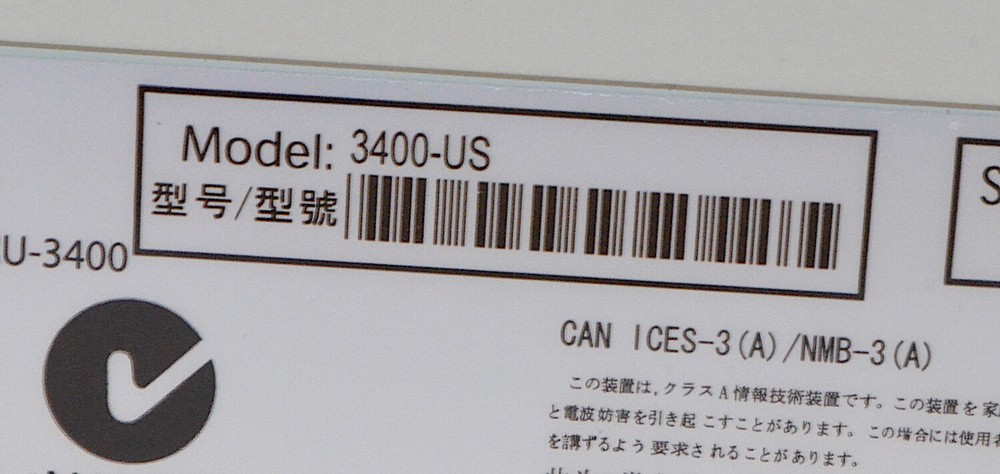 Model: 3400-US
型号/型號
U-3400
S
CAN ICES-3(A)/NMB-3(A)
この装置は,クラスA情報技術装置です。この装置を家
と電波妨害を引き起こすことがあります。この場合には使用者
を講ずるよう要求されることがあります。